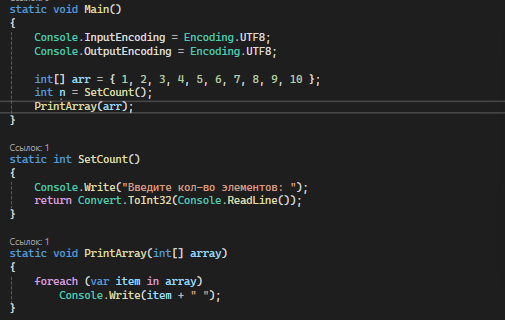 static void Main()
{
Console.InputEncoding = Encoding.UTF8;
Console.OutputEncoding = Encoding.UTF8;
int[] arr = { 1, 2, 3, 4, 5, 6, 7, 8, 9, 10 };
int n = SetCount();
PrintArray(arr);
}
Ссылок: 1
static int SetCount()
{
Console.Write("Введите кол-во элементов: ");
return Convert.ToInt32(Console.ReadLine());
}
Ссылок: 1
static void PrintArray(int[] array)
{
foreach (var item in array)
Console.Write(item + " ");
}